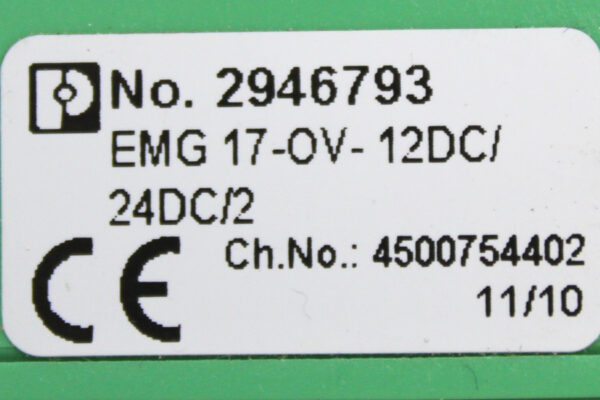 No. 2946793
EMG 17-OV- 12DC/
24DC/2
Ch.No.: 4500754402
11/10
CE